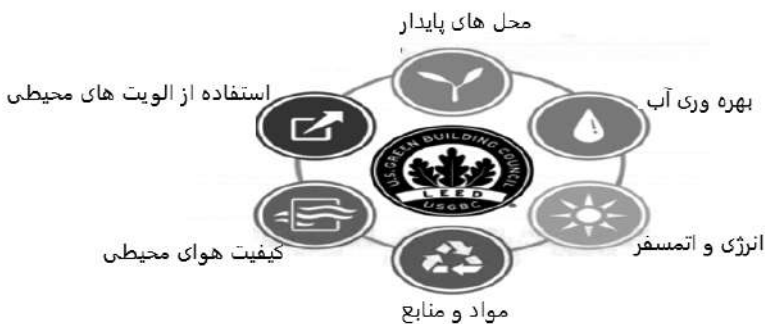 محل های پایدار
بهره وری آب
استفاده از الویت های محیطی
U.S. GREEN BUILDING COUNCIL
LEED
USGBC
انرژی و اتمسفر
کیفیت هوای محیطی
مواد و منابع